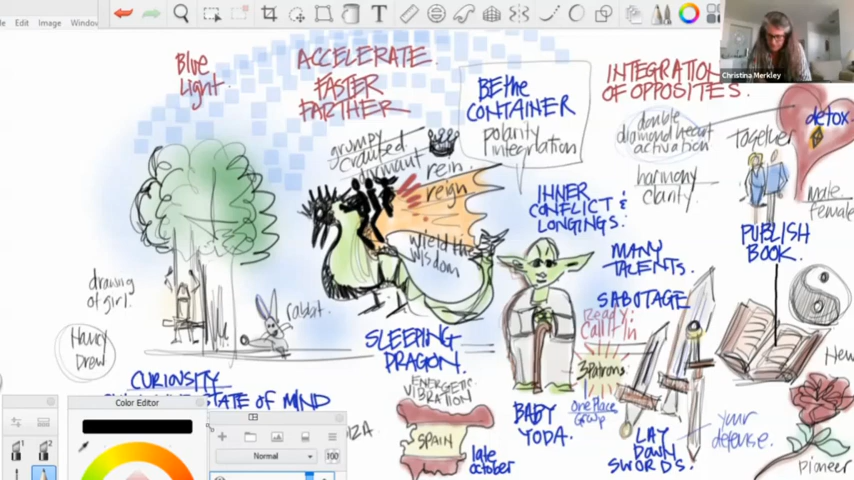 Edit
Image
Window
Christina Merkley
Blue
Light
ACCELERATE
FASTER
FARTHER
BE the
CONTAINER
polarity
integration
INTEGRATION
OF OPPOSITES.
double
diamond heart
activation
harmony
clarity.
Together
detox
male
female
grumpy
crowded
dormant
rein
reign
wield the
wisdom
INNER
CONFLICT &
LONGINGS.
MANY
TALENTS.
SABOTAGE
PUBLISH
BOOK.
drawing
of girl.
rabbit.
Nancy
Drew
SLEEPING
DRAGON.
Ready:
Call it In
3 Patrons
One Place
Group
CURIOSITY
STATE OF MIND
ENERGETIC
VIBRATION
SPAIN
late
october
BABY
YODA.
LAY
DOWN
SWORDS.
your
defense.
New
pioneer
Color Editor
Normal
100